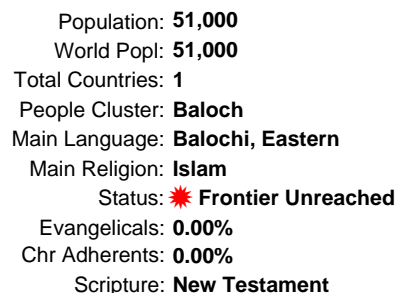 Population: 51,000
World Popl: 51,000
Total Countries: 1
People Cluster: Baloch
Main Language: Balochi, Eastern
Main Religion: Islam
Status: Frontier Unreached
Evangelicals: 0.00%
Chr Adherents: 0.00%
Scripture: New Testament